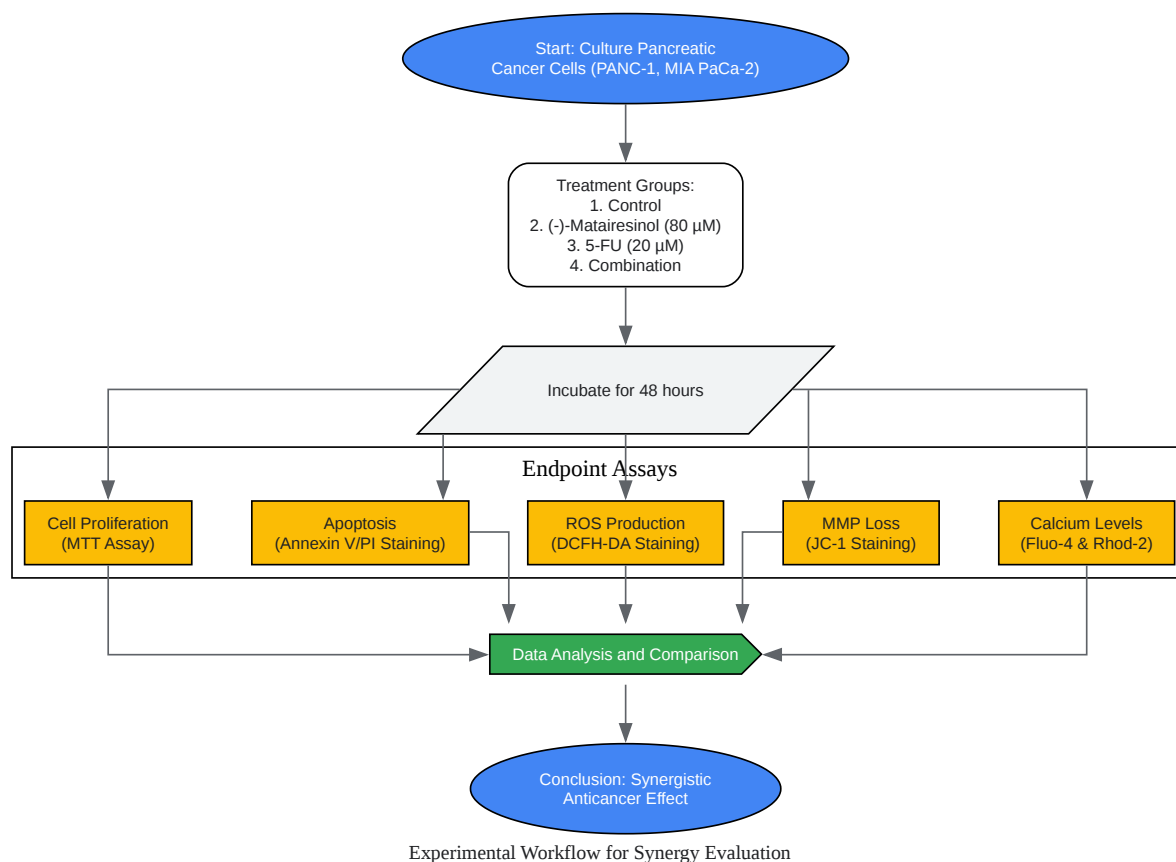 Start: Culture Pancreatic
Cancer Cells (PANC-1, MIA PaCa-2)
Treatment Groups:
1. Control
2. (-)-Matairesinol (80 µM)
3. 5-FU (20 µM)
4. Combination
Incubate for 48 hours
Endpoint Assays
Cell Proliferation
(MTT Assay)
Apoptosis
(Annexin V/PI Staining)
ROS Production
(DCFH-DA Staining)
MMP Loss
(JC-1 Staining)
Calcium Levels
(Fluo-4 & Rhod-2)
Data Analysis and Comparison
Conclusion: Synergistic
Anticancer Effect
Experimental Workflow for Synergy Evaluation